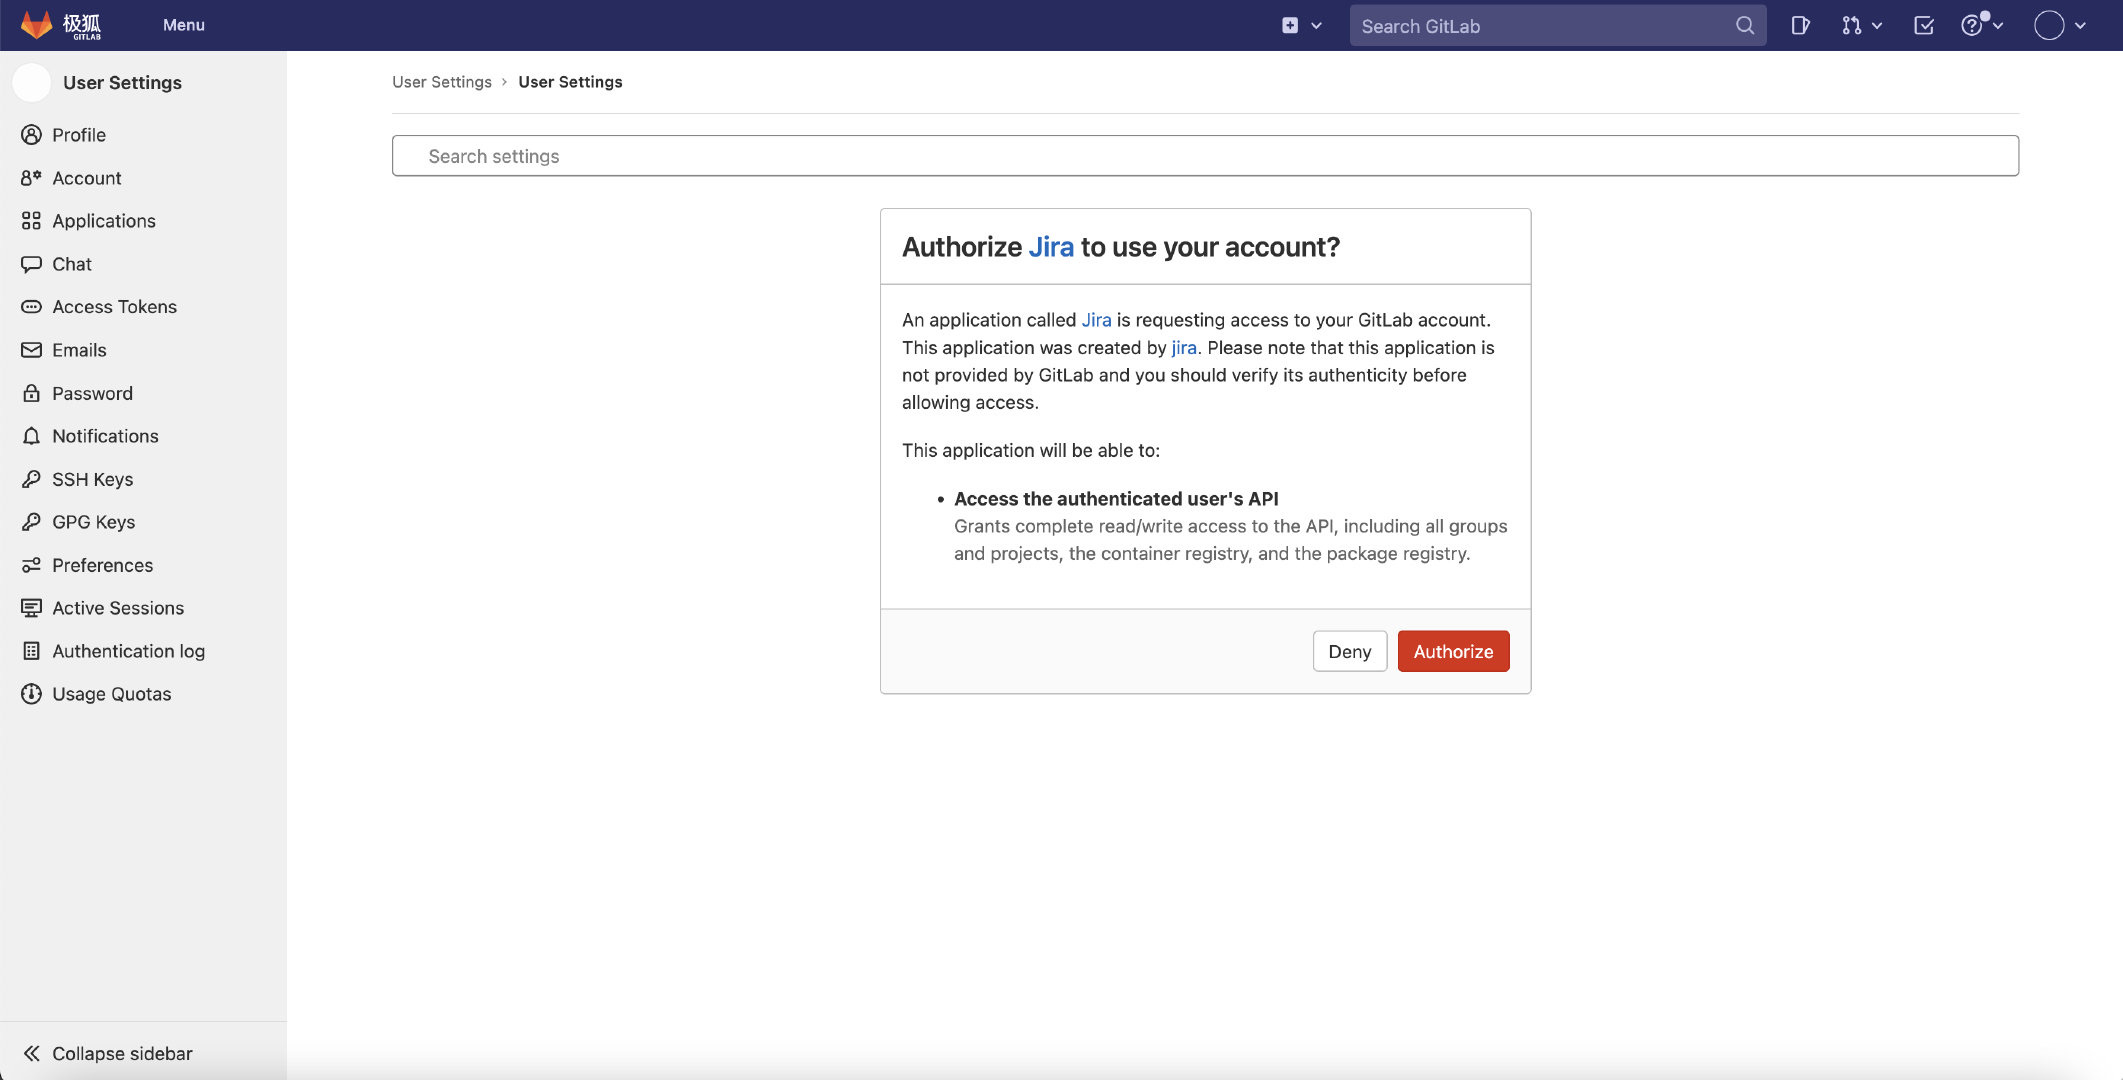 极狐
GITLAB
Menu
Search GitLab
User Settings
Profile
Account
Applications
Chat
Access Tokens
Emails
Password
Notifications
SSH Keys
GPG Keys
Preferences
Active Sessions
Authentication log
Usage Quotas
Collapse sidebar
User Settings › User Settings
Search settings
Authorize Jira to use your account?
An application called Jira is requesting access to your GitLab account.
This application was created by jira. Please note that this application is
not provided by GitLab and you should verify its authenticity before
allowing access.
This application will be able to:
• Access the authenticated user's API
Grants complete read/write access to the API, including all groups
and projects, the container registry, and the package registry.
Deny
Authorize